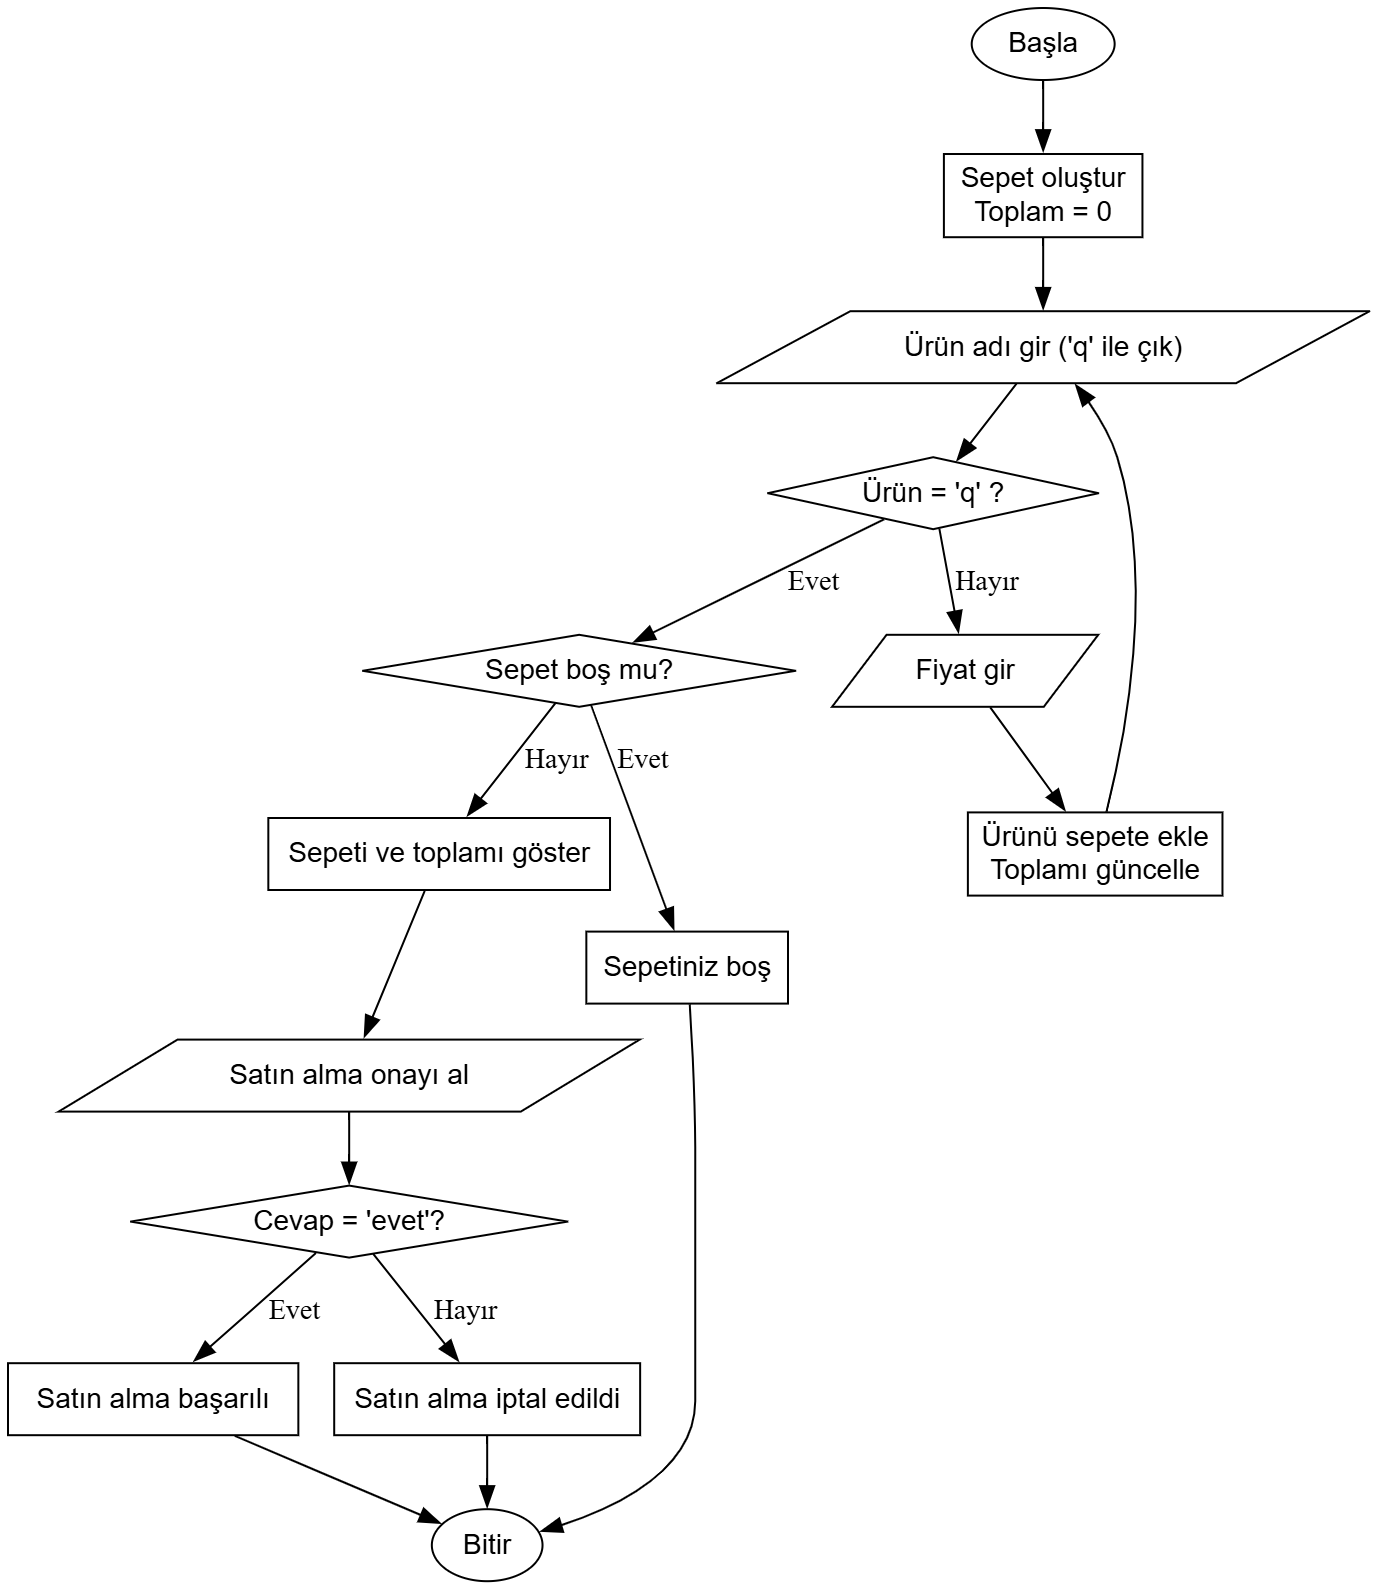 Başla
Sepet oluştur
Toplam = 0
Ürün adı gir ('q' ile çık)
Ürün = 'q' ?
Evet
Hayır
Sepet boş mu?
Fiyat gir
Hayır
Evet
Sepeti ve toplamı göster
Ürünü sepete ekle
Toplamı güncelle
Sepetiniz boş
Satın alma onayı al
Cevap = 'evet'?
Evet
Hayır
Satın alma başarılı
Satın alma iptal edildi
Bitir